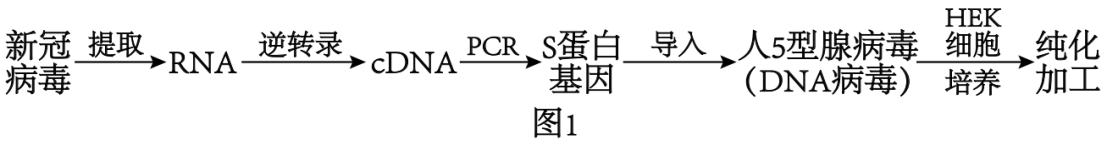 新冠病毒 提取 RNA 逆转录 cDNA PCR S蛋白基因 导入 人5型腺病毒(DNA病毒) HEK细胞培养 纯化加工
图1